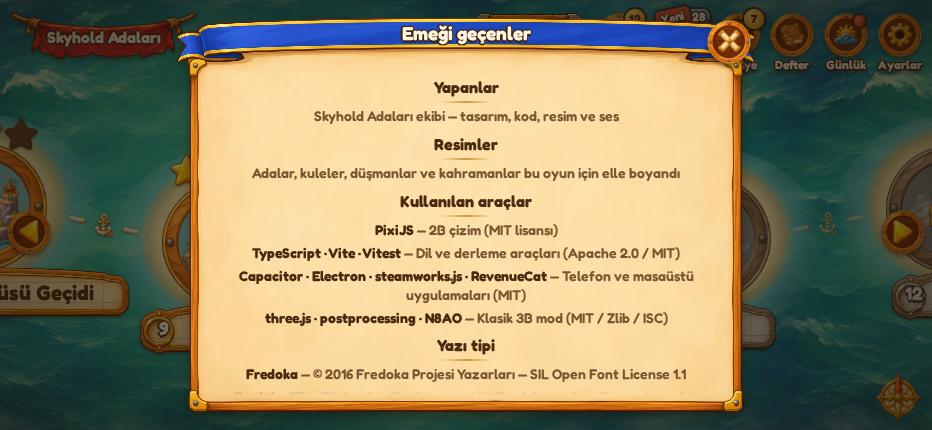 Skyhold Adaları
Emeği geçenler
12
Yeni 28
7
Defter
Günlük
Ayarlar
Yapanlar
Skyhold Adaları ekibi – tasarım, kod, resim ve ses
Resimler
Adalar, kuleler, düşmanlar ve kahramanlar bu oyun için elle boyandı
Kullanılan araçlar
PixiJS – 2B çizim (MIT lisansı)
TypeScript · Vite · Vitest – Dil ve derleme araçları (Apache 2.0 / MIT)
Capacitor · Electron · steamworks.js · RevenueCat – Telefon ve masaüstü
uygulamaları (MIT)
three.js · postprocessing · N8AO – Klasik 3B mod (MIT / Zlib / ISC)
Yazı tipi
Fredoka – © 2016 Fredoka Projesi Yazarları – SIL Open Font License 1.1
üsü Geçidi
9
12